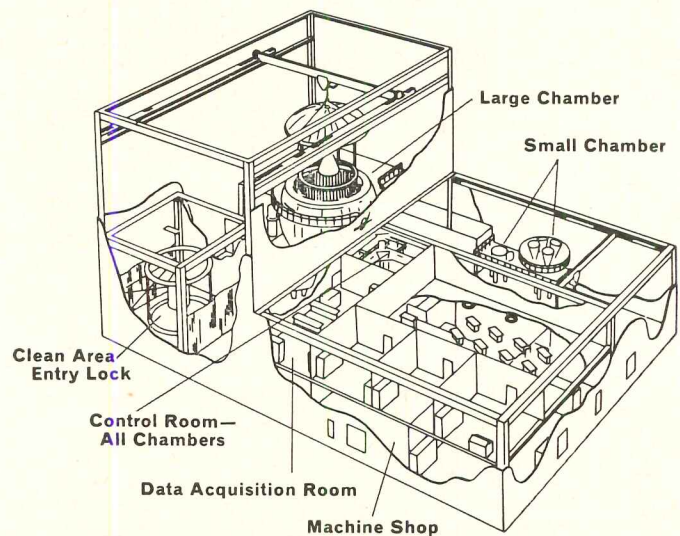 Large Chamber
Small Chamber
Clean Area
Entry Lock
Control Room—
All Chambers
Data Acquisition Room
Machine Shop